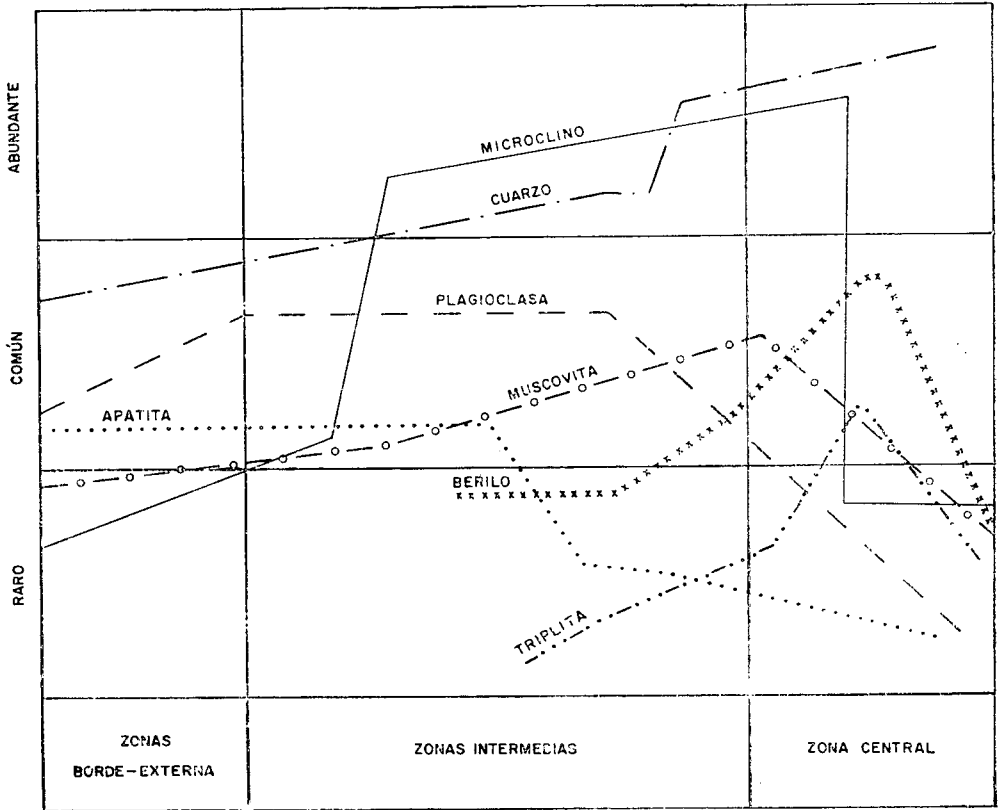 ABUNDANTE
COMÚN
RARO
MICROCLINO
CUARZO
PLAGIOCLASA
MUSCOVITA
APATITA
BERILO
TRIPLITA
ZONAS
BORDE-EXTERNA
ZONAS INTERMEDIAS
ZONA CENTRAL